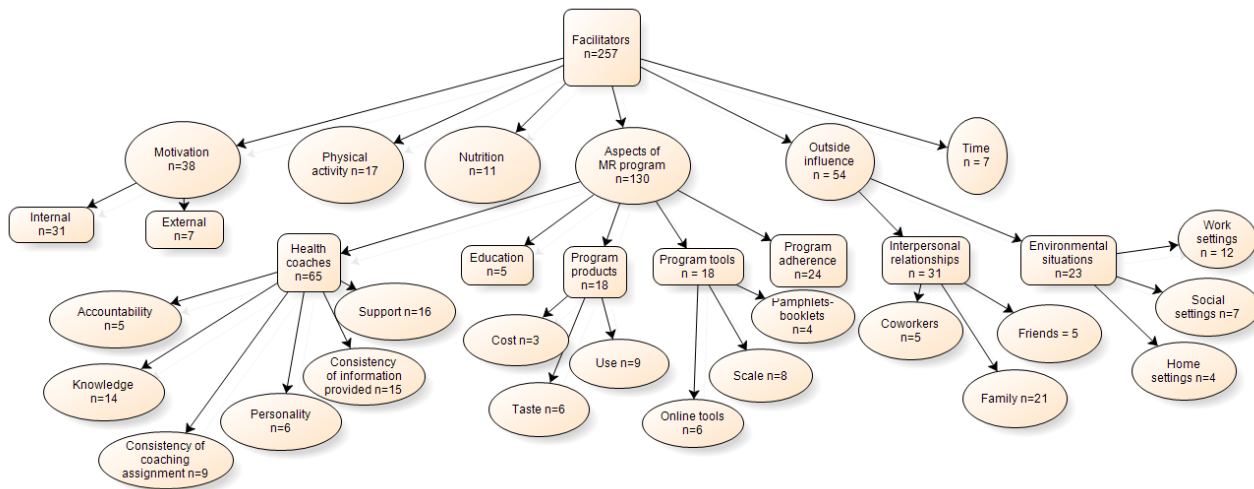 Facilitators
n=257
Motivation
n=38
Physical
activity n=17
Nutrition
n=11
Aspects of
MR program
n=130
Outside
influence
n = 54
Time
n = 7
Internal
n=31
External
n=7
Health
coaches
n=65
Education
n=5
Program
products
n=18
Program tools
n = 18
Program
adherence
n=24
Interpersonal
relationships
n = 31
Environmental
situations
n=23
Work
settings
n = 12
Accountability
n=5
Support n=16
Knowledge
n=14
Consistency
of information
provided n=15
Personality
n=6
Consistency of
coaching
assignment n=9
Cost n=3
Use n=9
Taste n=6
Pamphlets-
booklets
n=4
Scale n=8
Online tools
n=6
Coworkers
n=5
Friends = 5
Family n=21
Social
settings n=7
Home
settings n=4